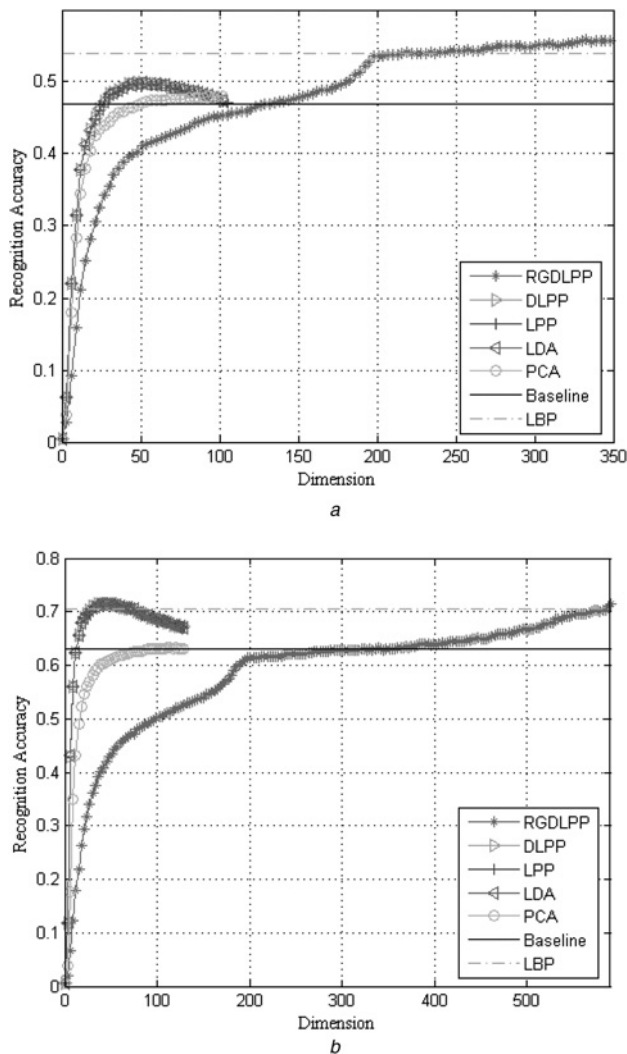 0.5
0.4
0.3
0.2
0.1
0
Recognition Accuracy
RGDLPP
DLPP
LPP
LDA
PCA
Baseline
LBP
0 50 100 150 200 250 300 350
Dimension
a
0.8
0.7
0.6
0.5
0.4
0.3
0.2
0.1
0
Recognition Accuracy
RGDLPP
DLPP
LPP
LDA
PCA
Baseline
LBP
0 100 200 300 400 500
Dimension
b